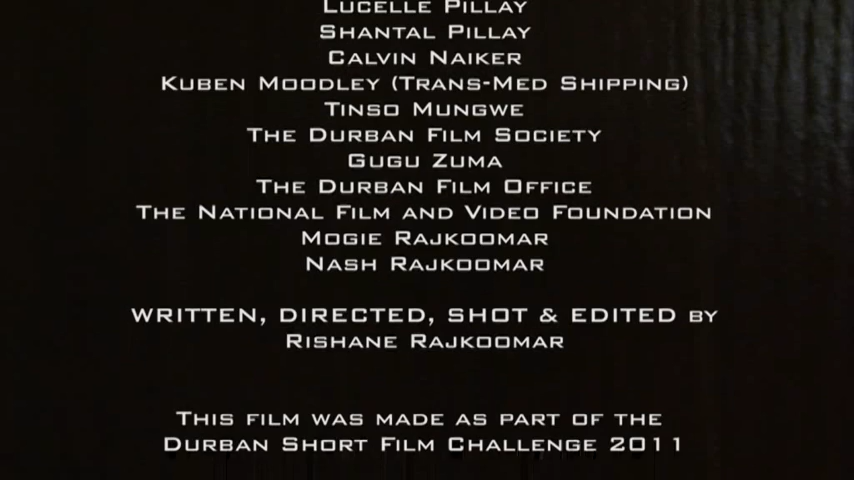 Lucelle Pillay
Shantal Pillay
Calvin Naiker
Kuben Moodley (Trans-Med Shipping)
Tinso Mungwe
The Durban Film Society
Gugu Zuma
The Durban Film Office
The National Film and Video Foundation
Mogie Rajkoomar
Nash Rajkoomar
WRITTEN, DIRECTED, SHOT & EDITED BY
Rishane Rajkoomar
This film was made as part of the
Durban Short Film Challenge 2011